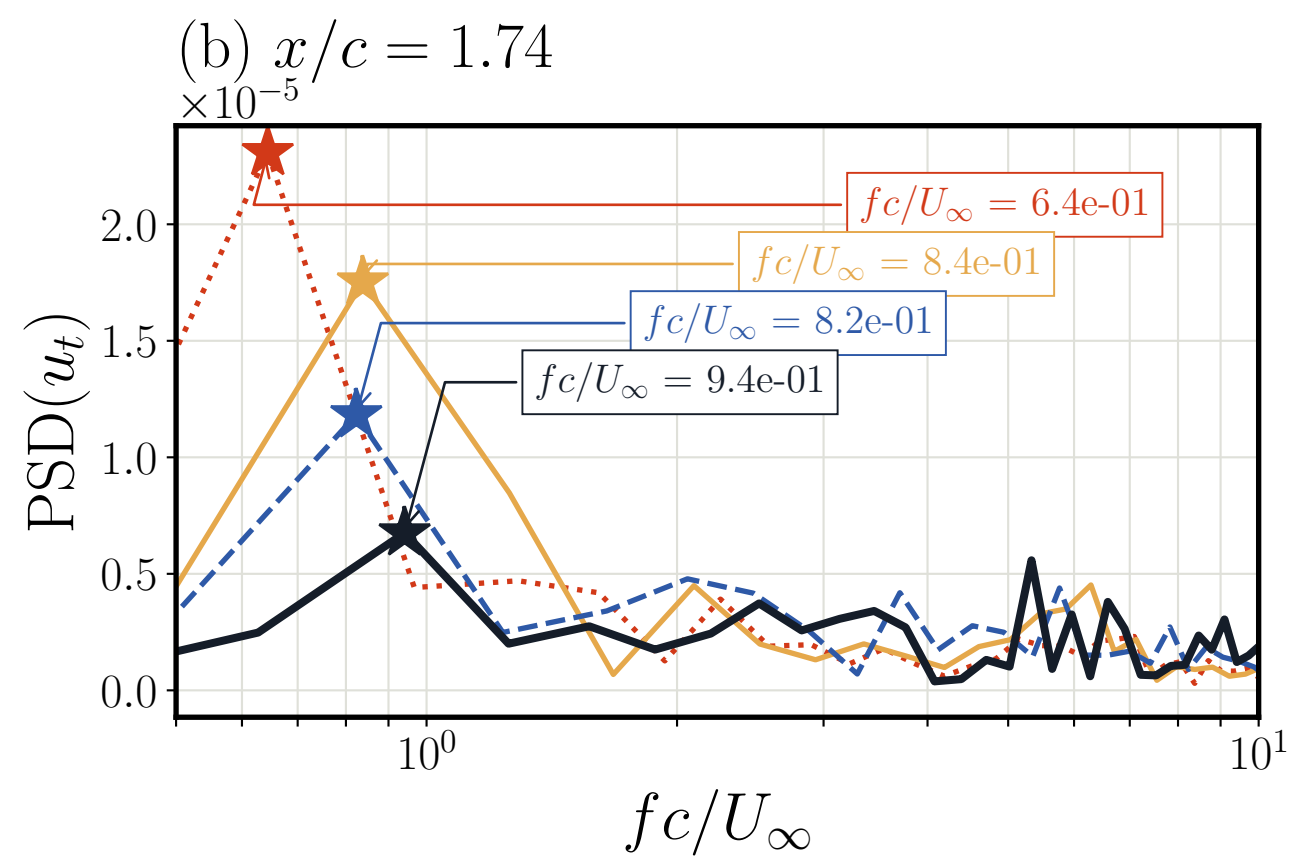 (b) x/c = 1.74
×10⁻⁵
PSD(uₜ)
2.0
1.5
1.0
0.5
0.0
fc/U∞ = 6.4e-01
fc/U∞ = 8.4e-01
fc/U∞ = 8.2e-01
fc/U∞ = 9.4e-01
10⁰
10¹
fc/U∞